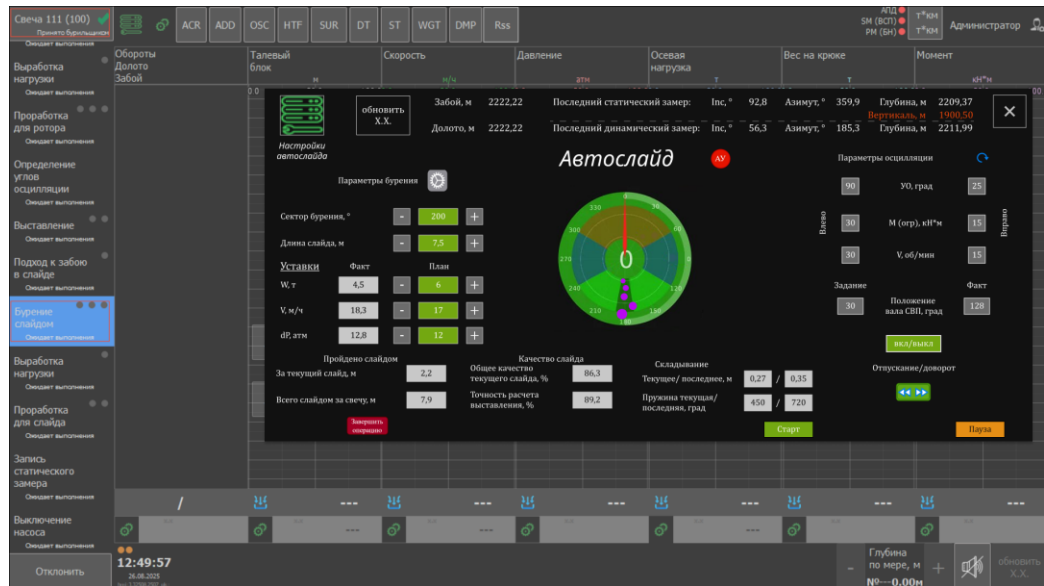 Свеча 111 (100)
Принято бурильщиком
ACR ADD OSC HTF SUR DT ST WGT DMP Rss
АПД
SM (ВСП)
PM (БН)
Т*КМ
Т*КМ
Администратор
Ожидает выполнения
Выработка
нагрузки
Ожидает выполнения
Проработка
для ротора
Ожидает выполнения
Определение
углов
осцилляции
Ожидает выполнения
Выставление
Ожидает выполнения
Подход к забою
в слайде
Ожидает выполнения
Бурение
слайдом
Ожидает выполнения
Выработка
нагрузки
Ожидает выполнения
Проработка
для слайда
Ожидает выполнения
Запись
статического
замера
Ожидает выполнения
Выключение
насоса
Ожидает выполнения
Отклонить
Обороты
Долото
Забой
Талевый
блок
м
Скорость
м/ч
Давление
атм
Осевая
нагрузка
т
Вес на крюке
т
Момент
кН*м
Настройки
автослайда
обновить
Х.Х.
Забой, м 2222,22
Долото, м 2222,22
Последний статический замер: Inc, ° 92,8 Азимут, ° 359,9 Глубина, м 2209,37
Вертикаль, м 1900,50
Последний динамический замер: Inc, ° 56,3 Азимут, ° 185,3 Глубина, м 2211,99
Автослайд
АУ
Параметры бурения
Сектор бурения, ° - 200 +
Длина слайда, м - 7,5 +
Уставки Факт План
W, т 4,5 - 6 +
V, м/ч 18,3 - 17 +
dP, атм 12,8 - 12 +
0
30
60
0
120
150
180
210
240
270
300
330
0
Параметры осцилляции
Влево
Вправо
90 УО, град 25
30 М (огр), кН*м 15
30 V, об/мин 15
Задание Факт
30 Положение
вала СВП, град 128
вкл/выкл
Отпускание/доворот
Пройдено слайдом
За текущий слайд, м 2,2
Всего слайдом за свечу, м 7,9
Качество слайда
Общее качество
текущего слайда, % 86,3
Точность расчета
выставления, % 89,2
Складывание
Текущее/ последнее, м 0,27 / 0,35
Пружина текущая/
последняя, град 450 / 720
Завершить
операцию
Старт
Пауза
/ --- --- --- --- --- ---
12:49:57
26.08.2025
Глубина
по мере, м
№---0.00м
- +
обновить
Х.Х.